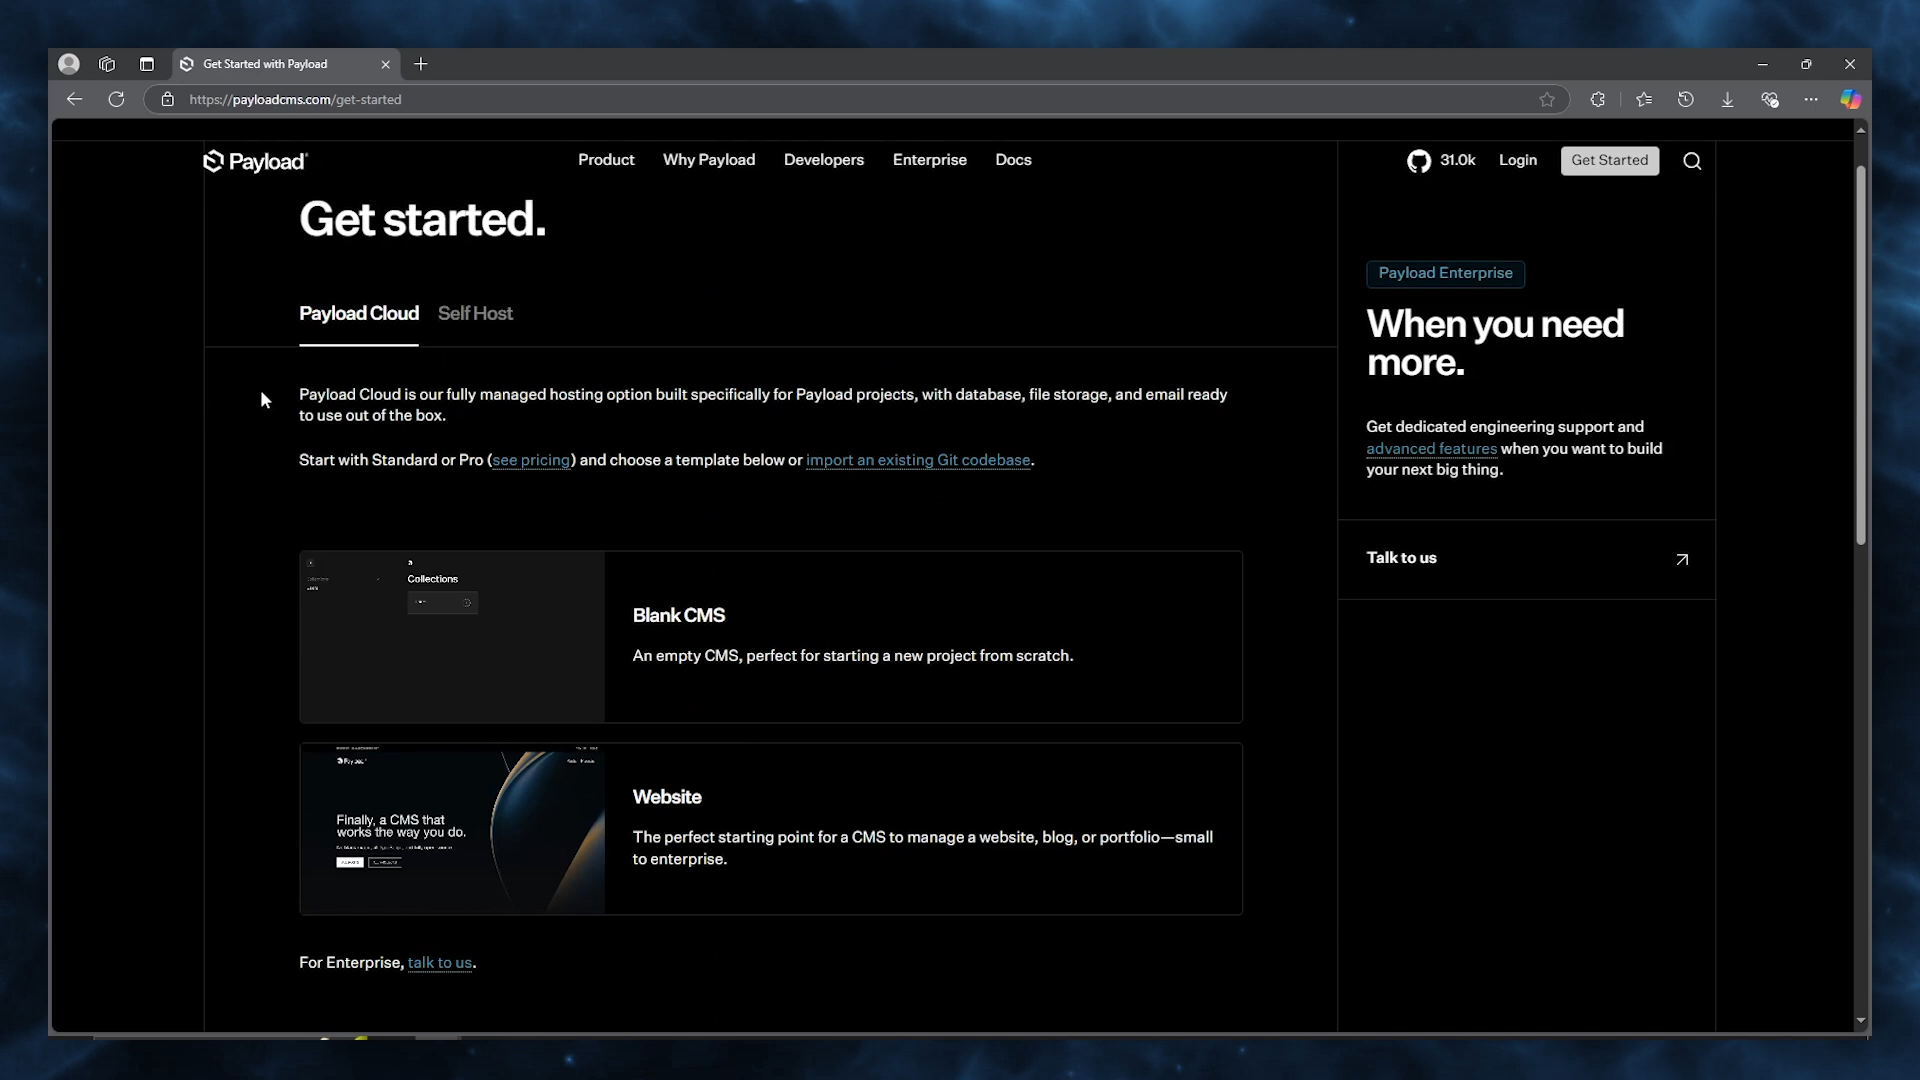 Get Started with Payload
https://payloadcms.com/get-started
Payload
Product
Why Payload
Developers
Enterprise
Docs
31.0k
Login
Get Started
Get started.
Payload Cloud
Self Host
Payload Cloud is our fully managed hosting option built specifically for Payload projects, with database, file storage, and email ready
to use out of the box.
Start with Standard or Pro (see pricing) and choose a template below or import an existing Git codebase.
Collections
Collections
Blank CMS
An empty CMS, perfect for starting a new project from scratch.
Payload
Finally, a CMS that
works the way you do.
Website
The perfect starting point for a CMS to manage a website, blog, or portfolio—small
to enterprise.
For Enterprise, talk to us.
Payload Enterprise
When you need
more.
Get dedicated engineering support and
advanced features when you want to build
your next big thing.
Talk to us